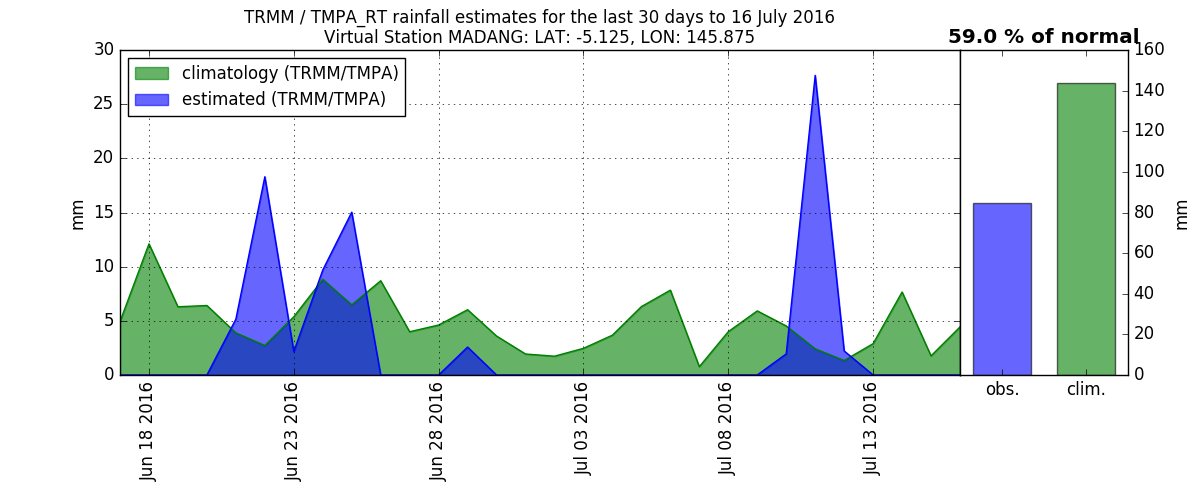 TRMM / TMPA_RT rainfall estimates for the last 30 days to 16 July 2016
Virtual Station MADANG: LAT: -5.125, LON: 145.875
59.0 % of normal
climatology (TRMM/TMPA)
estimated (TRMM/TMPA)
mm
30
25
20
15
10
5
0
Jun 18 2016
Jun 23 2016
Jun 28 2016
Jul 03 2016
Jul 08 2016
Jul 13 2016
obs.
clim.
160
140
120
100
80
60
40
20
0
mm